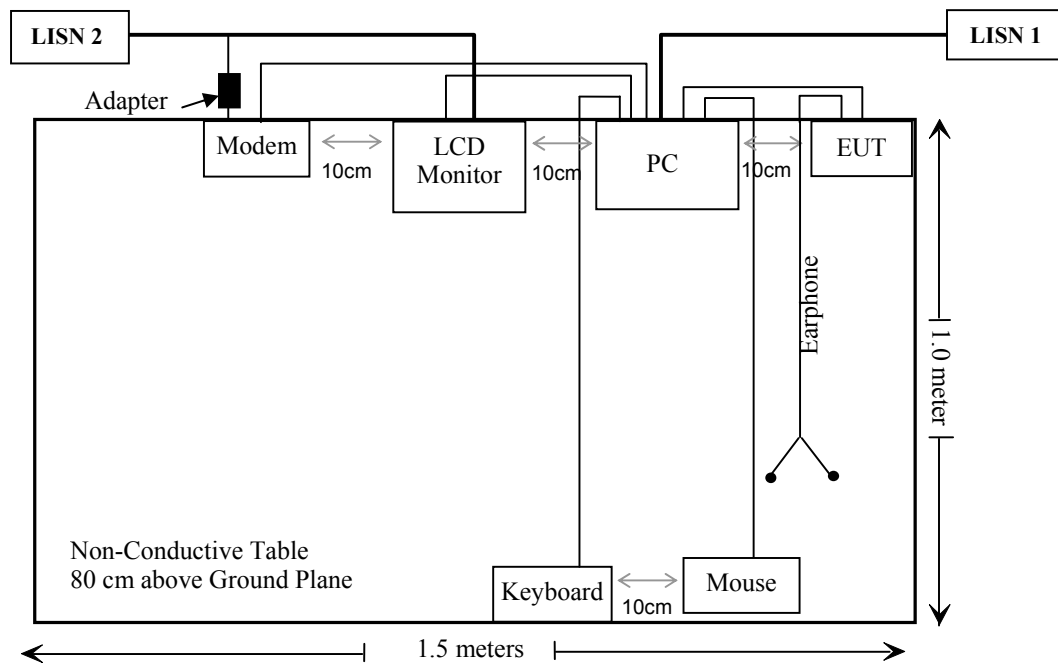 LISN 2
LISN 1
Adapter
Modem
LCD
Monitor
PC
EUT
10cm
10cm
10cm
Earphone
1.0 meter
Non-Conductive Table
80 cm above Ground Plane
Keyboard
Mouse
10cm
1.5 meters